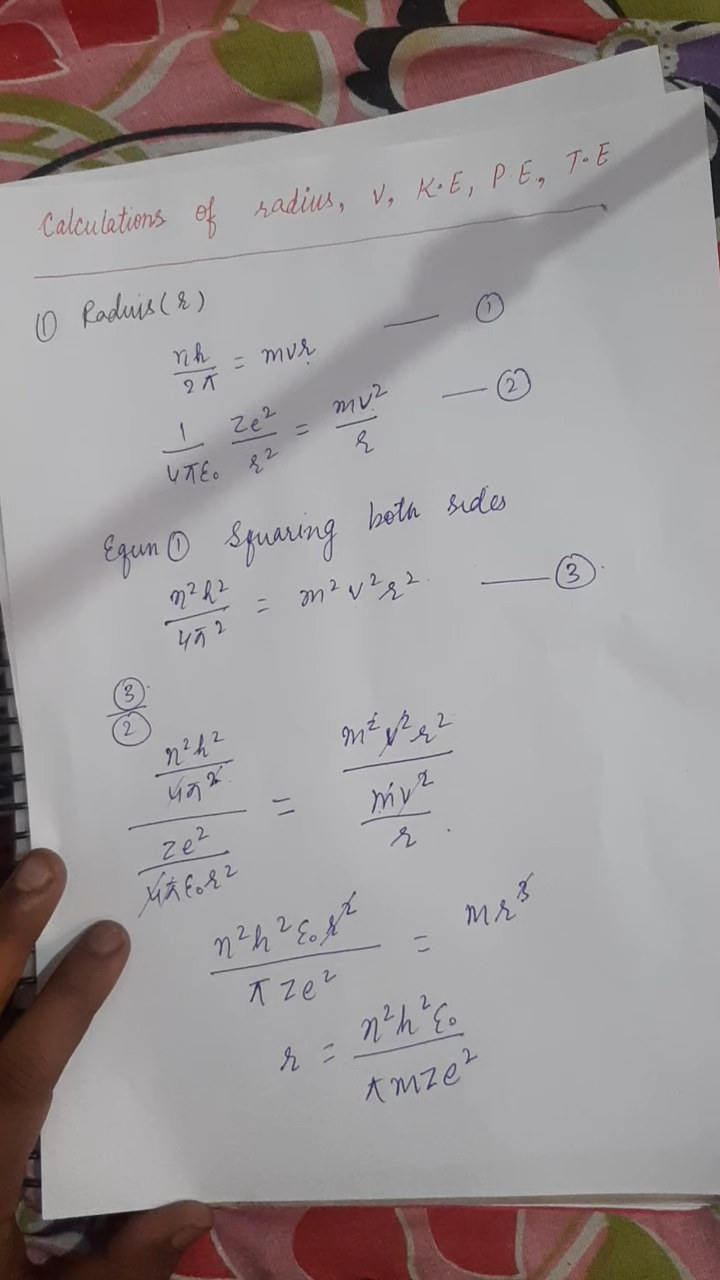 Calculations of radius, v, K.E, P.E., T.E
① Raduis(r)
nh/2π = mvr — ①
1/4πε₀ Ze²/r² = mv²/r — ②
Equn ① Squaring both sides
n²h²/4π² = m²v²r² — ③
③/②
(n²h²/4π²)/(Ze²/4πε₀r²) = (m²v²r²)/(mv²/r)
n²h²ε₀r²/πZe² = mr³
r = n²h²ε₀/πmZe²